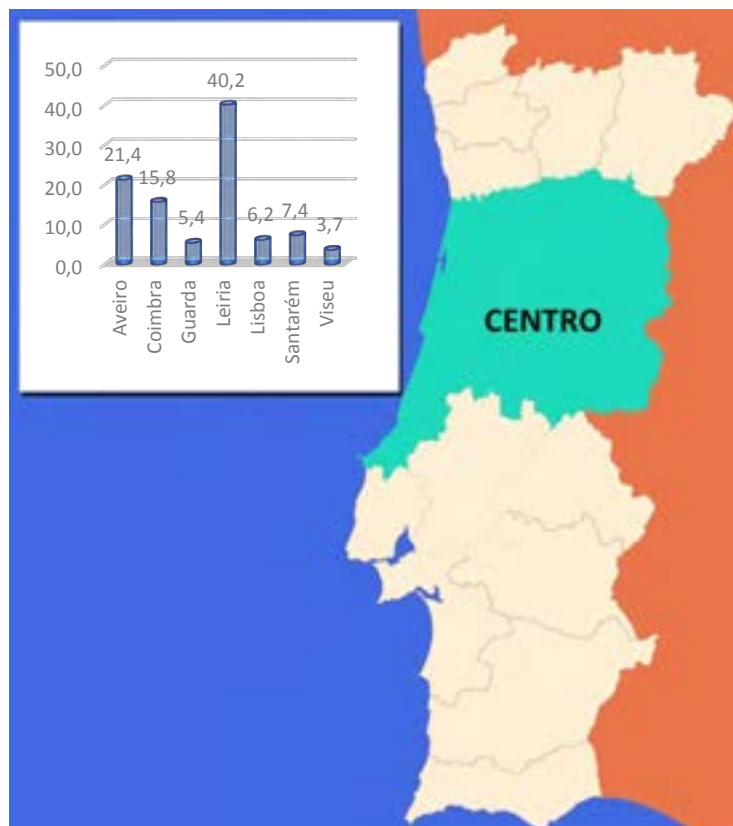 50,0
40,0
30,0
20,0
10,0
0,0
21,4
15,8
5,4
40,2
6,2
7,4
3,7
Aveiro
Coimbra
Guarda
Leiria
Lisboa
Santarém
Viseu
CENTRO